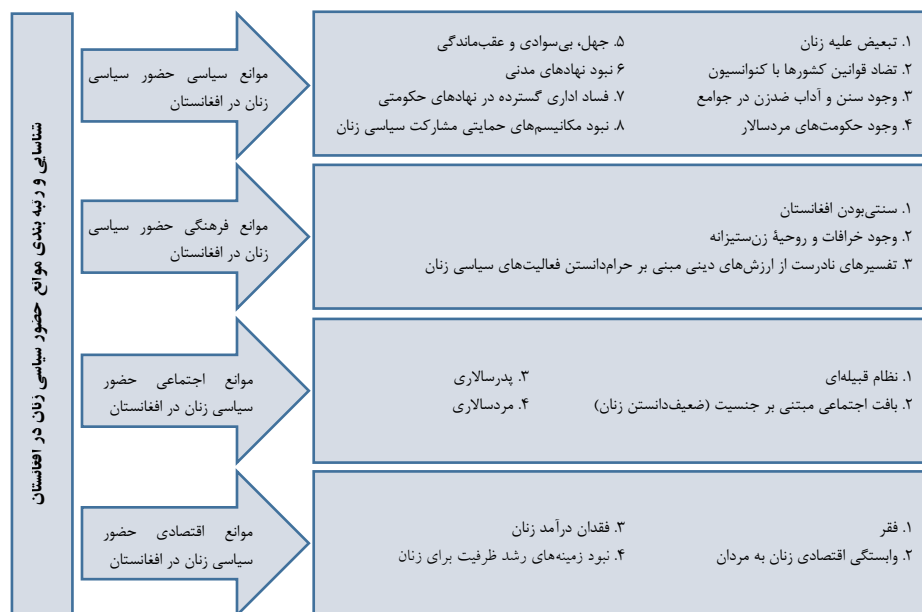 شناسایی و رتبه بندی موانع حضور سیاسی زنان در افغانستان
موانع سیاسی حضور سیاسی
زنان در افغانستان
۱. تبعیض علیه زنان
۲. تضاد قوانین کشورها با کنوانسیون
۳. وجود سنن و آداب ضدزن در جوامع
۴. وجود حکومت‌های مردسالار
۵. جهل، بی‌سوادی و عقب‌ماندگی
۶ نبود نهادهای مدنی
۷. فساد اداری گسترده در نهادهای حکومتی
۸. نبود مکانیسم‌های حمایتی مشارکت سیاسی زنان
موانع فرهنگی حضور سیاسی
زنان در افغانستان
۱. سنتی‌بودن افغانستان
۲. وجود خرافات و روحیهٔ زن‌ستیزانه
۳. تفسیرهای نادرست از ارزش‌های دینی مبنی بر حرام‌دانستن فعالیت‌های سیاسی زنان
موانع اجتماعی حضور
سیاسی زنان در افغانستان
۱. نظام قبیله‌ای
۲. بافت اجتماعی مبتنی بر جنسیت (ضعیف‌دانستن زنان)
۳. پدرسالاری
۴. مردسالاری
موانع اقتصادی حضور
سیاسی زنان در افغانستان
۱. فقر
۲. وابستگی اقتصادی زنان به مردان
۳. فقدان درآمد زنان
۴. نبود زمینه‌های رشد ظرفیت برای زنان